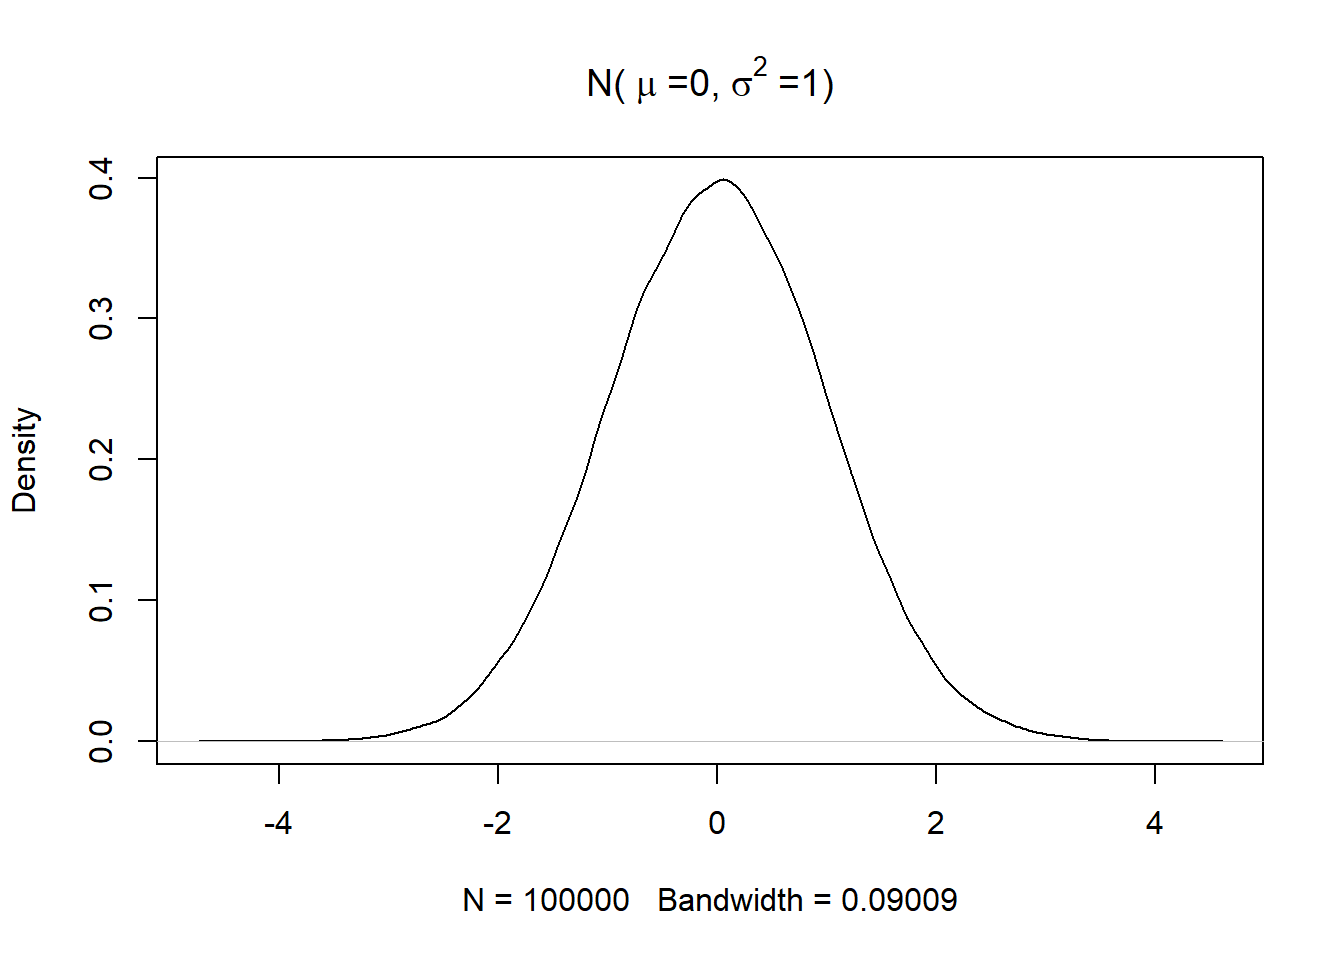 N( μ =0, σ² =1)
Density
0.4
0.3
0.2
0.1
0.0
-4 -2 0 2 4
N = 100000 Bandwidth = 0.09009